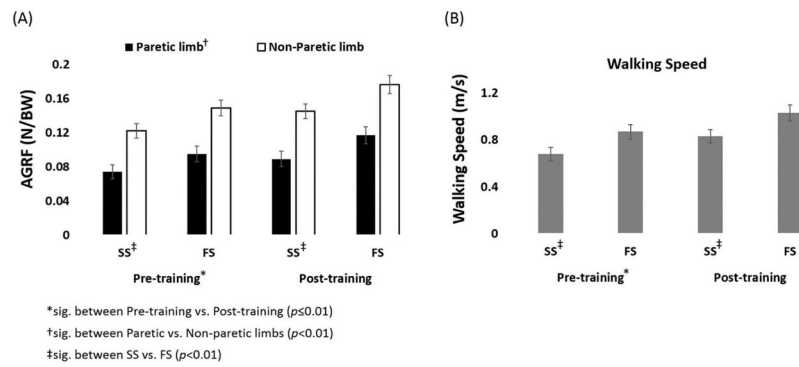 (A)
Paretic limb† Non-Paretic limb
AGRF (N/BW)
0.2
0.16
0.12
0.08
0.04
0
SS‡ FS SS‡ FS
Pre-training* Post-training
*sig. between Pre-training vs. Post-training (p≤0.01)
†sig. between Paretic vs. Non-paretic limbs (p<0.01)
‡sig. between SS vs. FS (p<0.01)
(B)
Walking Speed
Walking Speed (m/s)
1.2
0.8
0.4
0
SS‡ FS SS‡ FS
Pre-training* Post-training